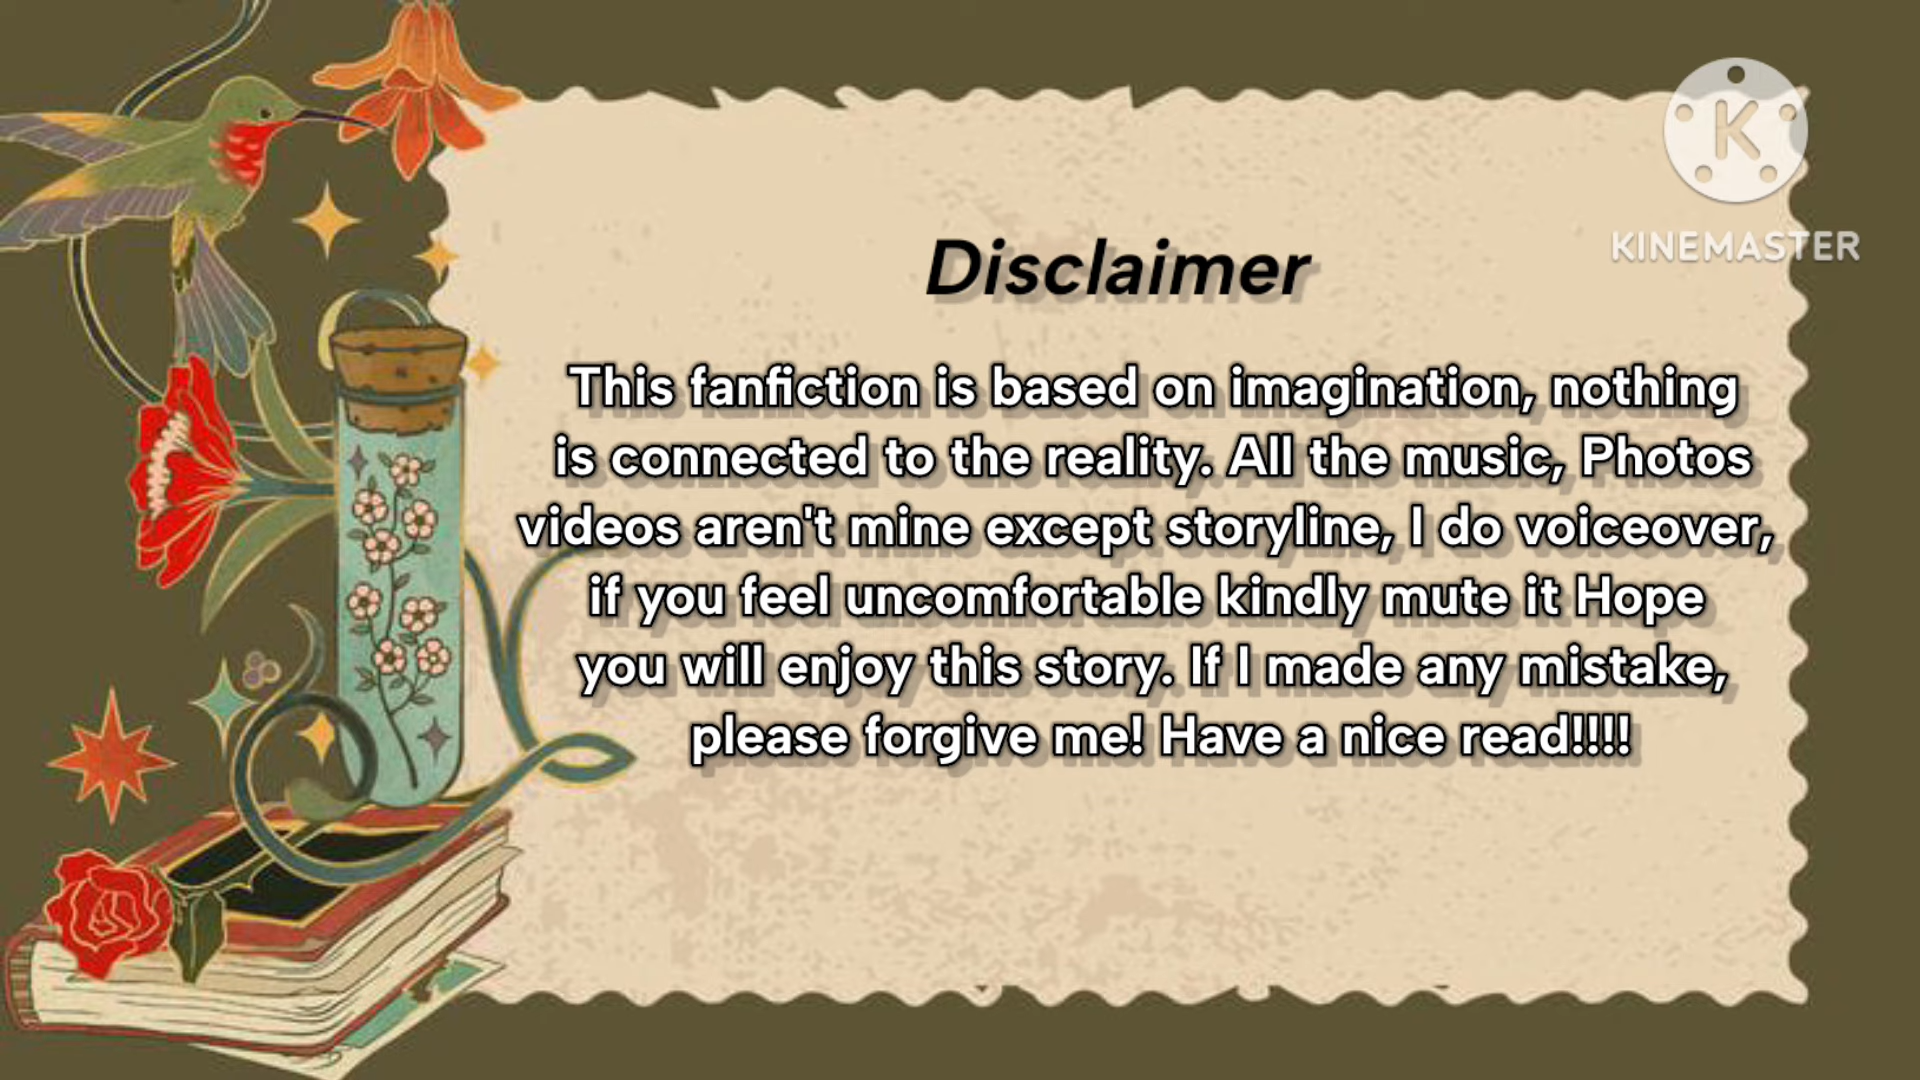 K
KINEMASTER
Disclaimer
This fanfiction is based on imagination, nothing
is connected to the reality. All the music, Photos
videos aren't mine except storyline, I do voiceover,
if you feel uncomfortable kindly mute it Hope
you will enjoy this story. If I made any mistake,
please forgive me! Have a nice read!!!!